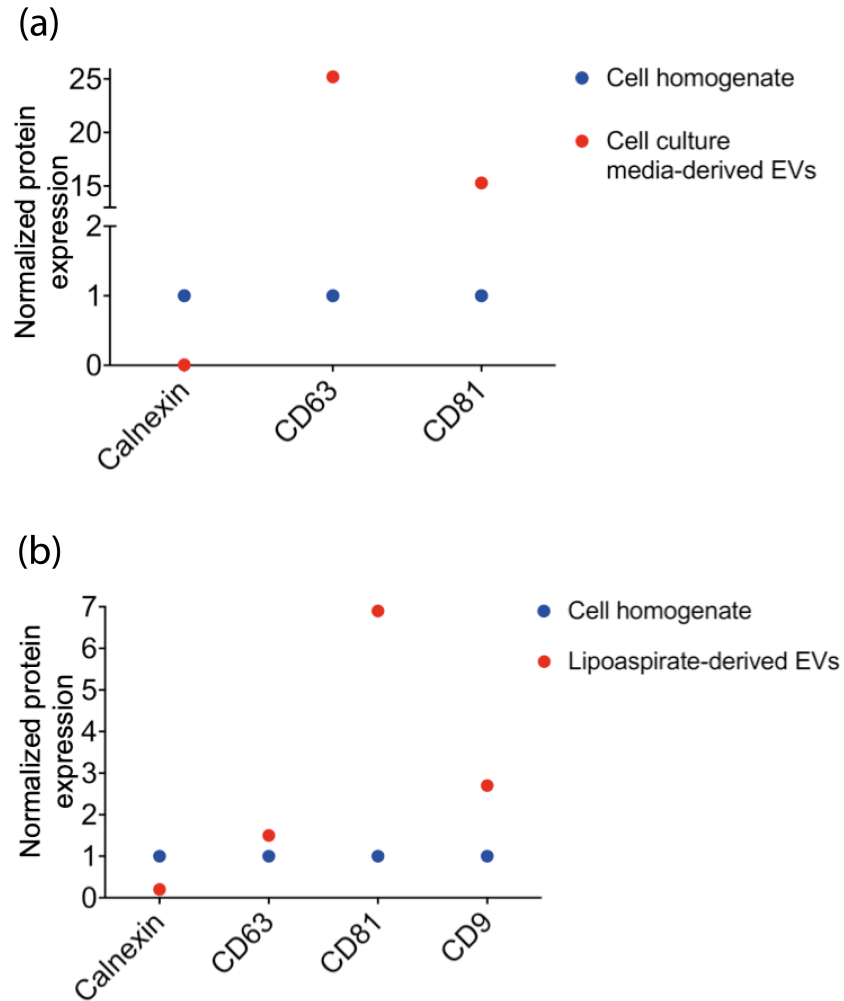 (a)
Normalized protein
expression
25
20
15
2
1
0
Calnexin
CD63
CD81
Cell homogenate
Cell culture
media-derived EVs
(b)
Normalized protein
expression
7
6
5
4
3
2
1
0
Calnexin
CD63
CD81
CD9
Cell homogenate
Lipoaspirate-derived EVs